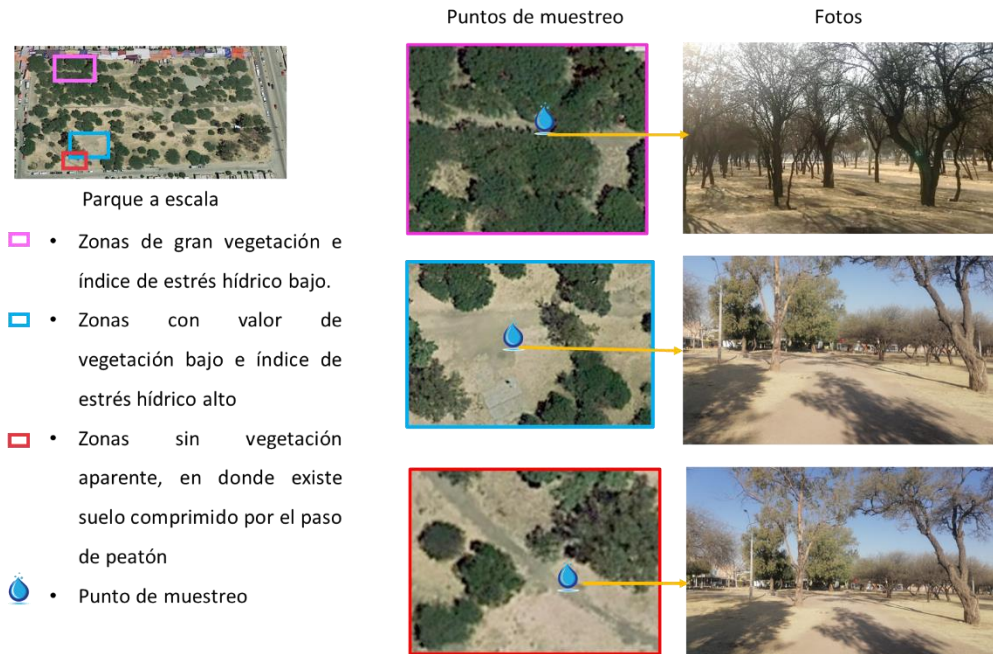 Puntos de muestreo
Fotos
Parque a escala
• Zonas de gran vegetación e
índice de estrés hídrico bajo.
• Zonas con valor de
vegetación bajo e índice de
estrés hídrico alto
• Zonas sin vegetación
aparente, en donde existe
suelo comprimido por el paso
de peatón
• Punto de muestreo